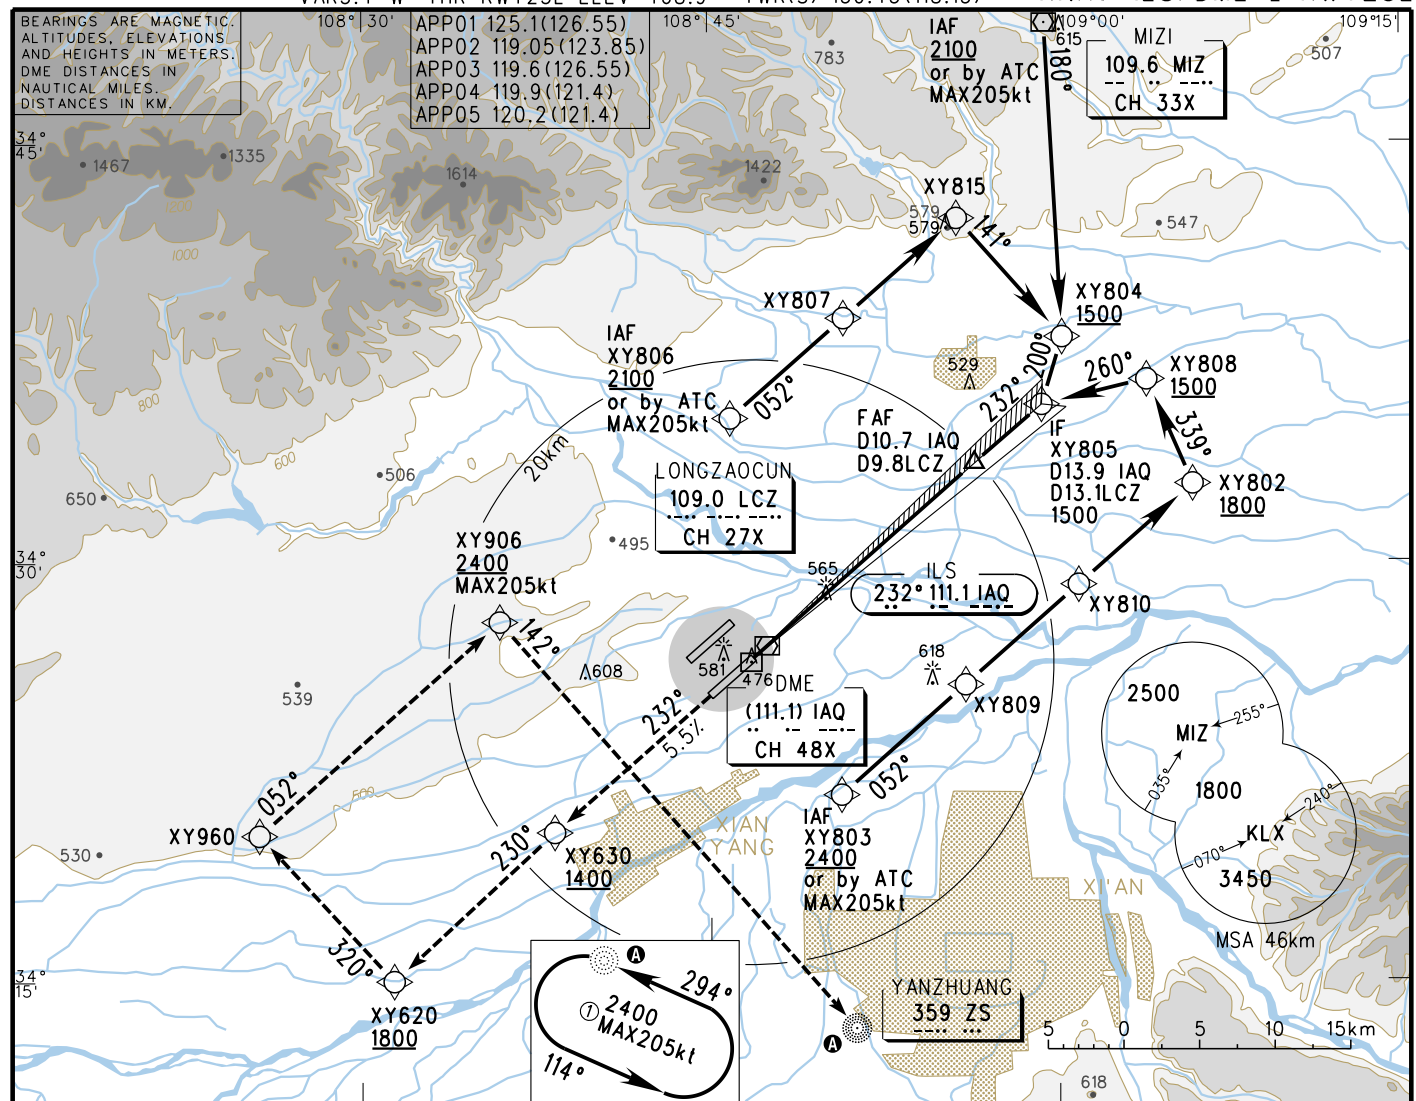 BEARINGS ARE MAGNETIC.
ALTITUDES, ELEVATIONS
AND HEIGHTS IN METERS.
DME DISTANCES IN
NAUTICAL MILES.
DISTANCES IN KM.
108° 30'
APP01 125.1(126.55)
APP02 119.05(123.85)
APP03 119.6(126.55)
APP04 119.9(121.4)
APP05 120.2(121.4)
108° 45'
109°00'
109°15'
IAF
2100
or by ATC
MAX205kt
615
180°
MIZI
109.6 MIZ
CH 33X
783
507
34°
45'
1467
1335
1614
1422
1200
1000
800
600
500
XY815
579
579
141°
547
XY807
XY804
1500
IAF
XY806
2100
or by ATC
MAX205kt
052°
529
200°
232°
260°
XY808
1500
FAF
D10.7 IAQ
D9.8LCZ
IF
XY805
D13.9 IAQ
D13.1LCZ
1500
339°
XY802
1800
20km
LONGZAOCUN
109.0 LCZ
CH 27X
506
650
495
34°
30'
XY906
2400
MAX205kt
142°
565
ILS
232° 111.1 IAQ
XY810
618
XY809
581
476
608
539
DME
(111.1) IAQ
CH 48X
232°
5.5%
052°
IAF
XY803
2400
or by ATC
MAX205kt
2500
MIZ
255°
035°
1800
240°
KLX
070°
3450
MSA 46km
052°
XY960
530
230°
XY630
1400
XIAN
YANG
XI'AN
320°
XY620
1800
34°
15'
A
294°
① 2400
MAX205kt
114°
YANZHUANG
359 ZS
A
5 0 5 10 15km
618